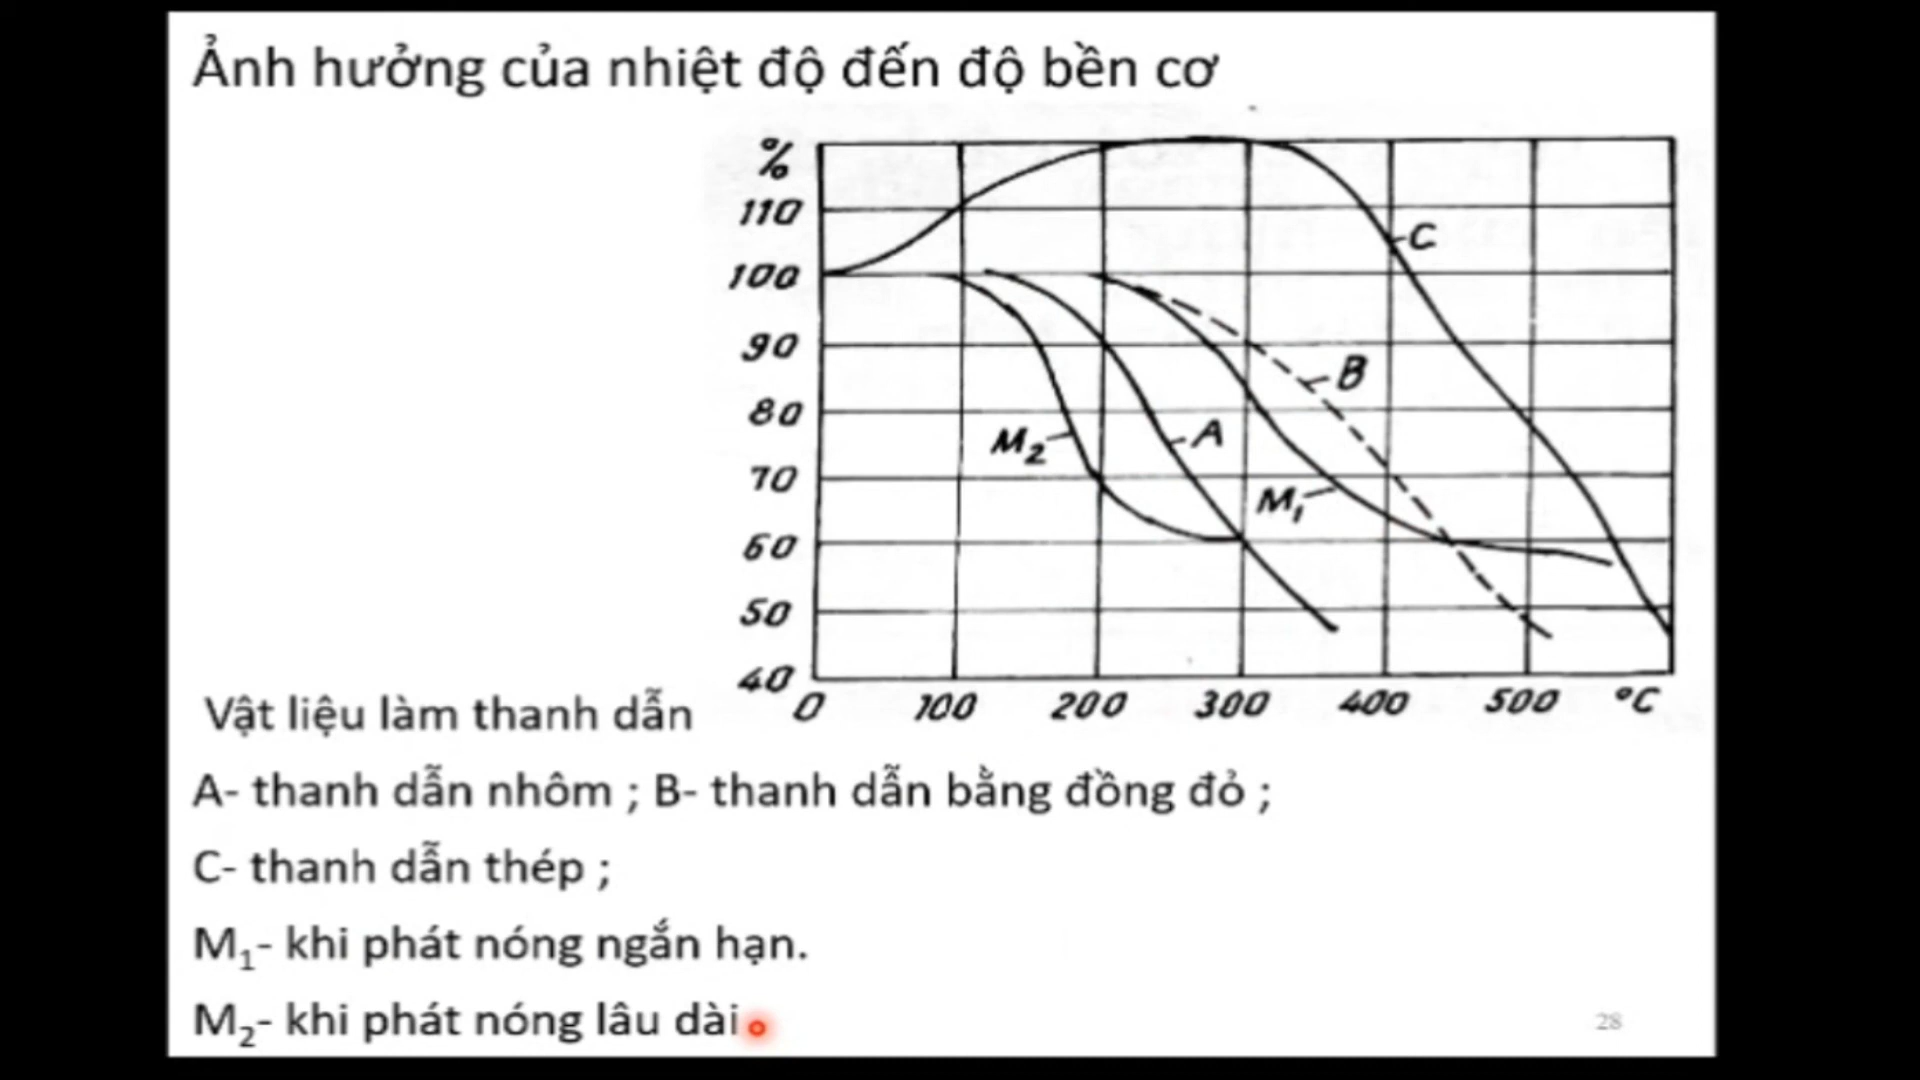 Ảnh hưởng của nhiệt độ đến độ bền cơ
%
110
100
90
80
70
60
50
40
C
B
A
M2
M1
0 100 200 300 400 500 °C
Vật liệu làm thanh dẫn
A- thanh dẫn nhôm ; B- thanh dẫn bằng đồng đỏ ;
C- thanh dẫn thép ;
M1- khi phát nóng ngắn hạn.
M2- khi phát nóng lâu dài
28